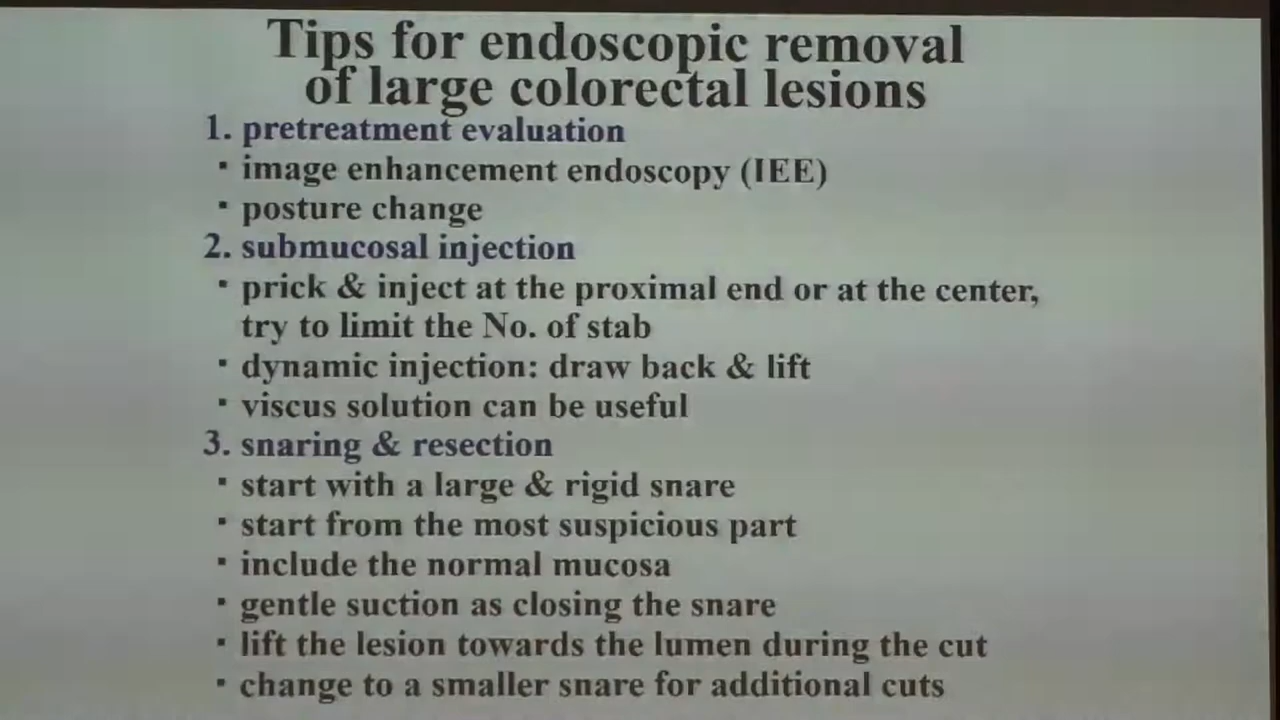 Tips for endoscopic removal
of large colorectal lesions
1. pretreatment evaluation
▪ image enhancement endoscopy (IEE)
▪ posture change
2. submucosal injection
▪ prick & inject at the proximal end or at the center,
try to limit the No. of stab
▪ dynamic injection: draw back & lift
▪ viscus solution can be useful
3. snaring & resection
▪ start with a large & rigid snare
▪ start from the most suspicious part
▪ include the normal mucosa
▪ gentle suction as closing the snare
▪ lift the lesion towards the lumen during the cut
▪ change to a smaller snare for additional cuts